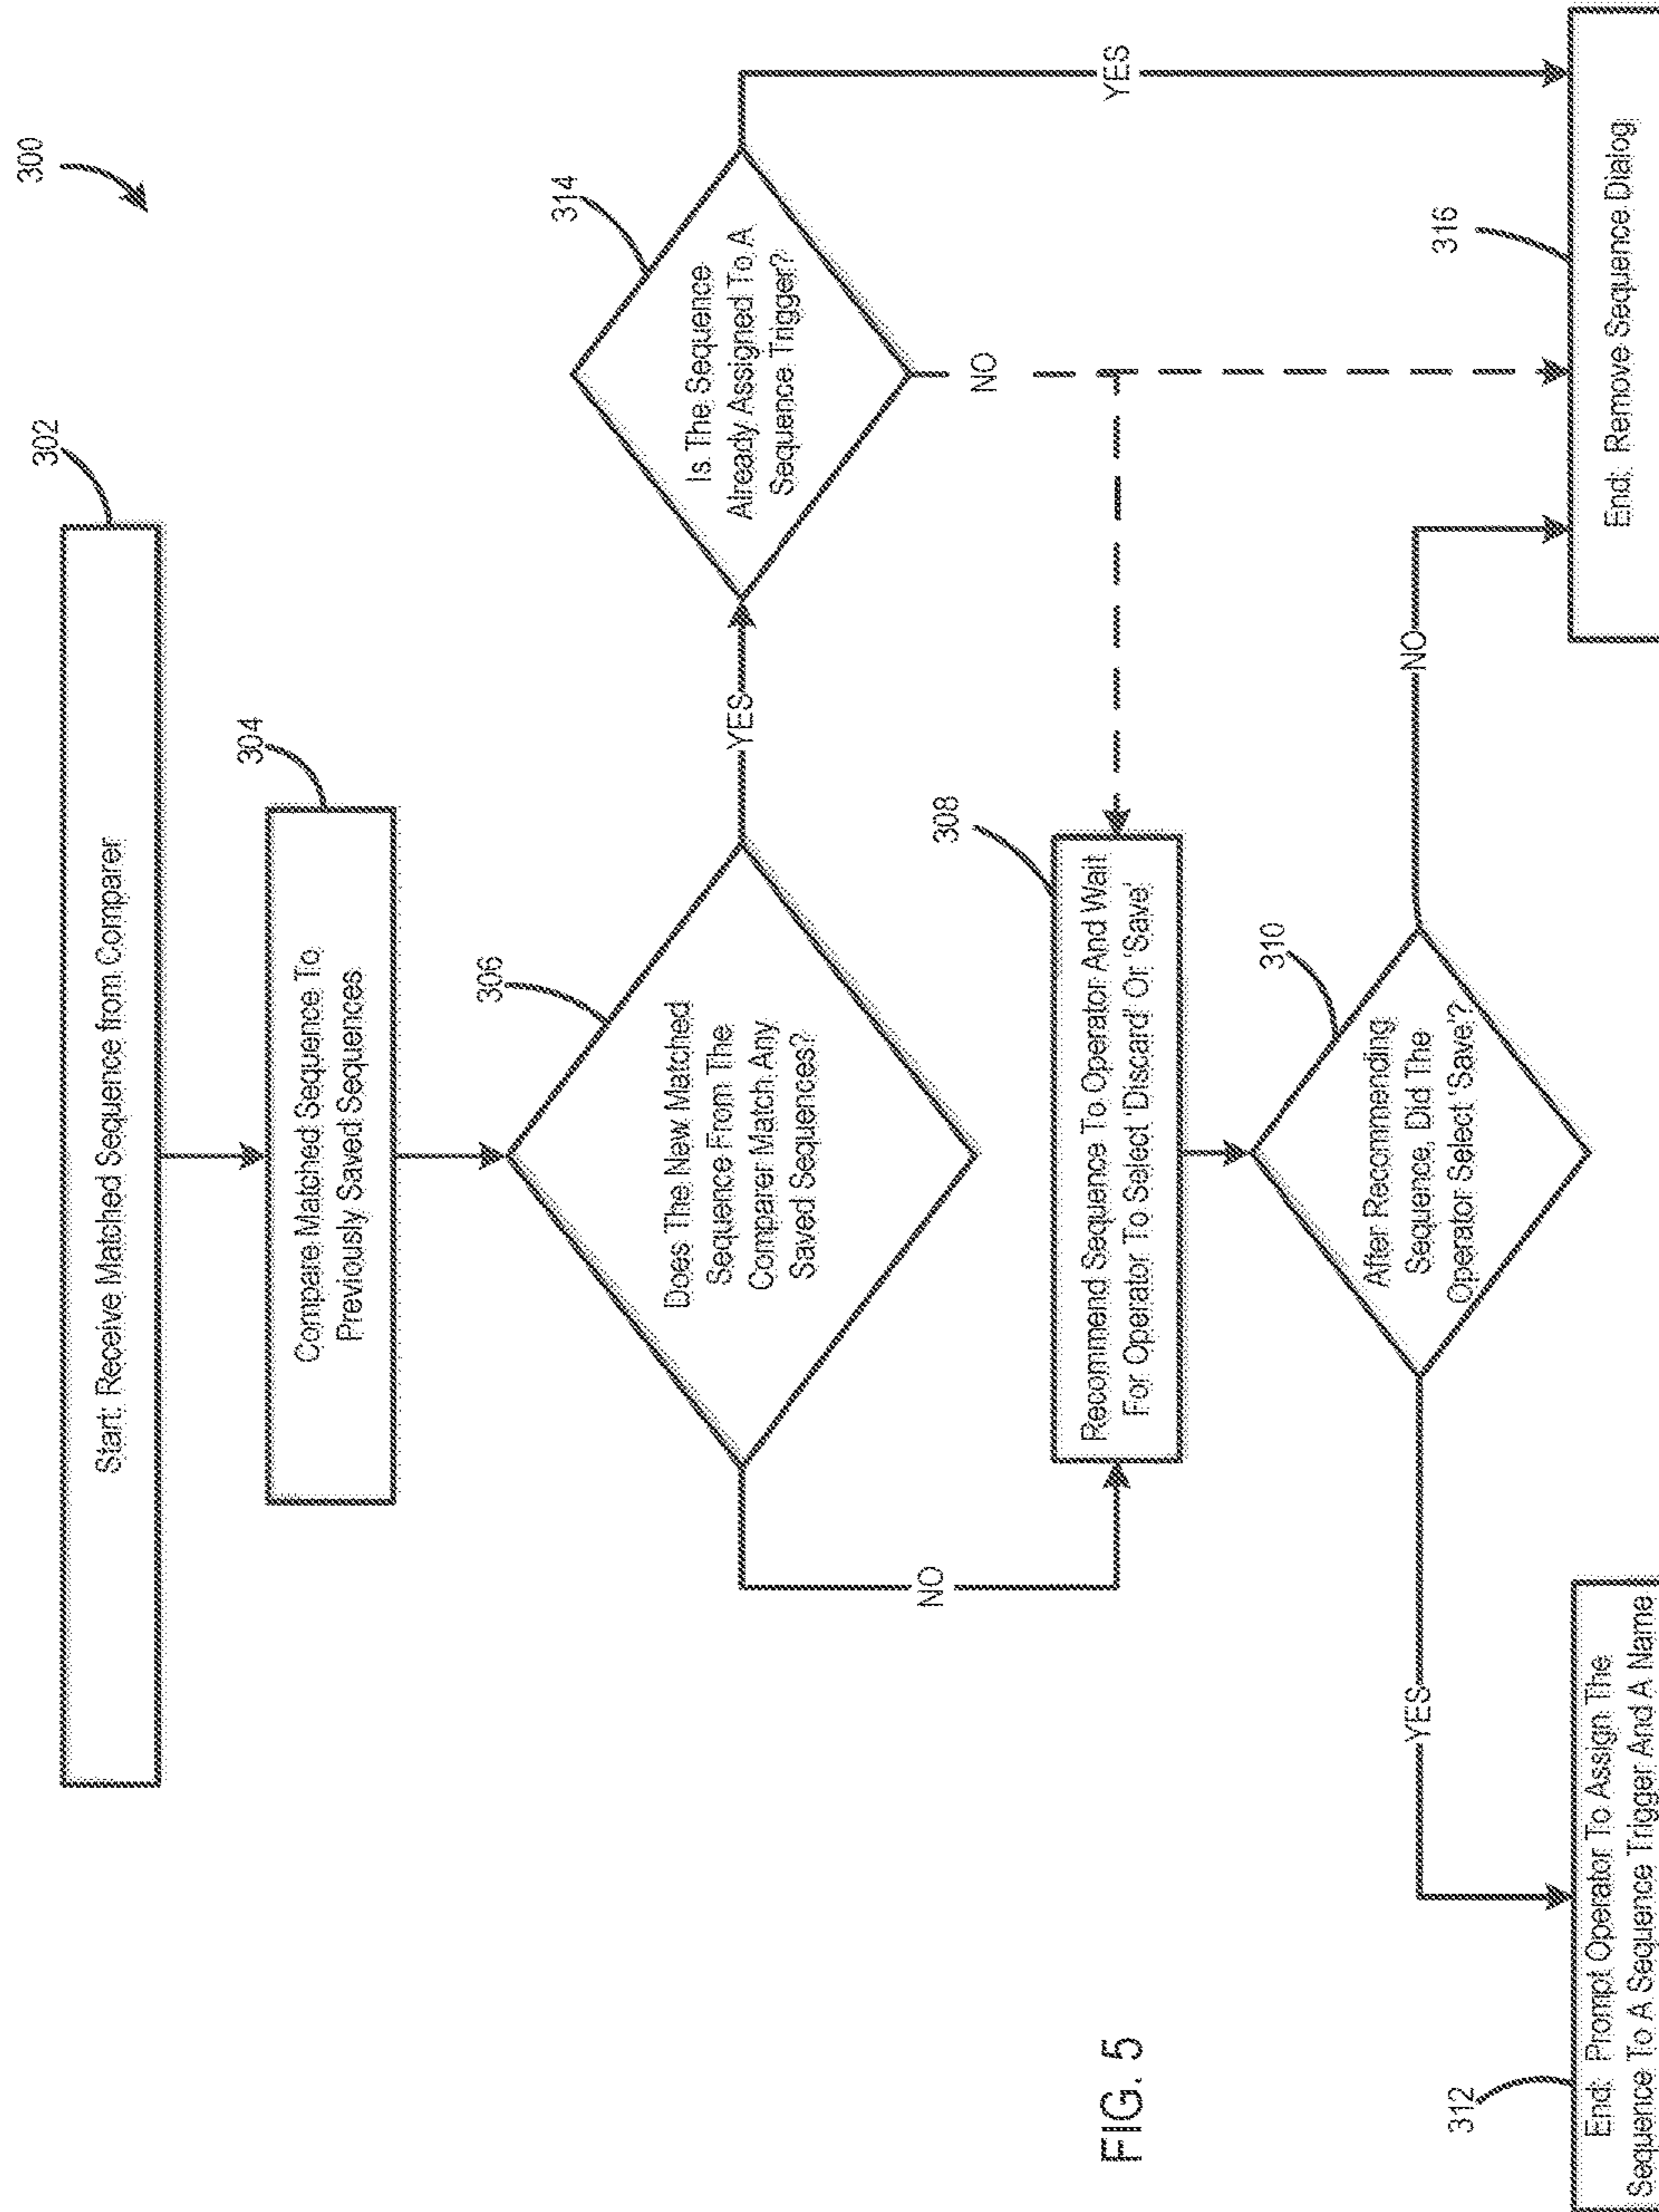 300
302
Start: Receive Matched Sequence from Comparer
304
Compare Matched Sequence To
Previously Saved Sequences
306
Does The New Matched
Sequence From The
Comparer Match Any
Saved Sequences?
YES
314
Is The Sequence
Already Assigned To A
Sequence Trigger?
NO
YES
NO
308
Recommend Sequence To Operator And Wait
For Operator To Select 'Discard' Or 'Save'
310
After Recommending
Sequence, Did The
Operator Select 'Save'?
YES
NO
312
End: Prompt Operator To Assign The
Sequence To A Sequence Trigger And A Name
316
End: Remove Sequence Dialog
FIG. 5